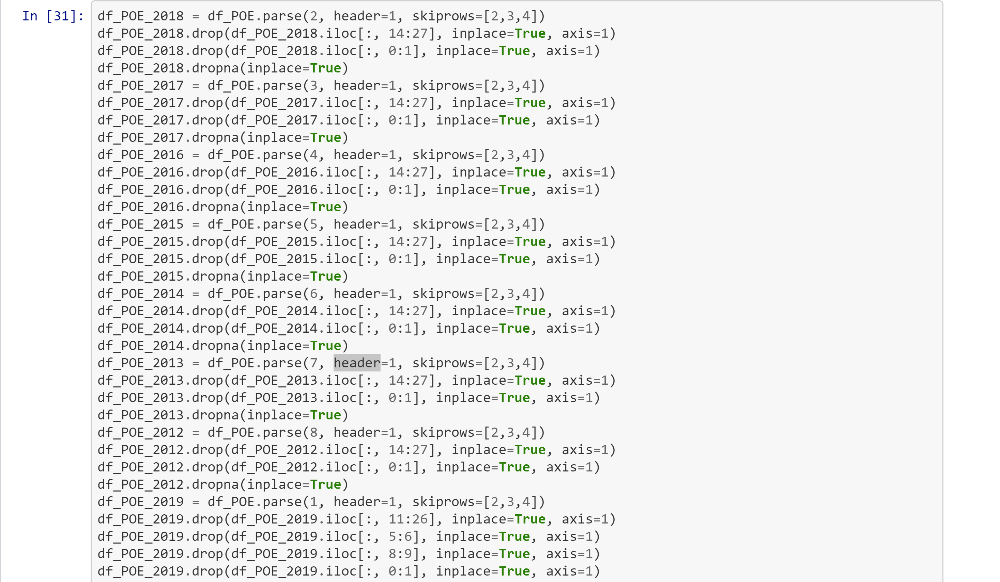 In [31]: df_POE_2018 = df_POE.parse(2, header=1, skiprows=[2,3,4])
df_POE_2018.drop(df_POE_2018.iloc[:, 14:27], inplace=True, axis=1)
df_POE_2018.drop(df_POE_2018.iloc[:, 0:1], inplace=True, axis=1)
df_POE_2018.dropna(inplace=True)
df_POE_2017 = df_POE.parse(3, header=1, skiprows=[2,3,4])
df_POE_2017.drop(df_POE_2017.iloc[:, 14:27], inplace=True, axis=1)
df_POE_2017.drop(df_POE_2017.iloc[:, 0:1], inplace=True, axis=1)
df_POE_2017.dropna(inplace=True)
df_POE_2016 = df_POE.parse(4, header=1, skiprows=[2,3,4])
df_POE_2016.drop(df_POE_2016.iloc[:, 14:27], inplace=True, axis=1)
df_POE_2016.drop(df_POE_2016.iloc[:, 0:1], inplace=True, axis=1)
df_POE_2016.dropna(inplace=True)
df_POE_2015 = df_POE.parse(5, header=1, skiprows=[2,3,4])
df_POE_2015.drop(df_POE_2015.iloc[:, 14:27], inplace=True, axis=1)
df_POE_2015.drop(df_POE_2015.iloc[:, 0:1], inplace=True, axis=1)
df_POE_2015.dropna(inplace=True)
df_POE_2014 = df_POE.parse(6, header=1, skiprows=[2,3,4])
df_POE_2014.drop(df_POE_2014.iloc[:, 14:27], inplace=True, axis=1)
df_POE_2014.drop(df_POE_2014.iloc[:, 0:1], inplace=True, axis=1)
df_POE_2014.dropna(inplace=True)
df_POE_2013 = df_POE.parse(7, header=1, skiprows=[2,3,4])
df_POE_2013.drop(df_POE_2013.iloc[:, 14:27], inplace=True, axis=1)
df_POE_2013.drop(df_POE_2013.iloc[:, 0:1], inplace=True, axis=1)
df_POE_2013.dropna(inplace=True)
df_POE_2012 = df_POE.parse(8, header=1, skiprows=[2,3,4])
df_POE_2012.drop(df_POE_2012.iloc[:, 14:27], inplace=True, axis=1)
df_POE_2012.drop(df_POE_2012.iloc[:, 0:1], inplace=True, axis=1)
df_POE_2012.dropna(inplace=True)
df_POE_2019 = df_POE.parse(1, header=1, skiprows=[2,3,4])
df_POE_2019.drop(df_POE_2019.iloc[:, 11:26], inplace=True, axis=1)
df_POE_2019.drop(df_POE_2019.iloc[:, 5:6], inplace=True, axis=1)
df_POE_2019.drop(df_POE_2019.iloc[:, 8:9], inplace=True, axis=1)
df_POE_2019.drop(df_POE_2019.iloc[:, 0:1], inplace=True, axis=1)